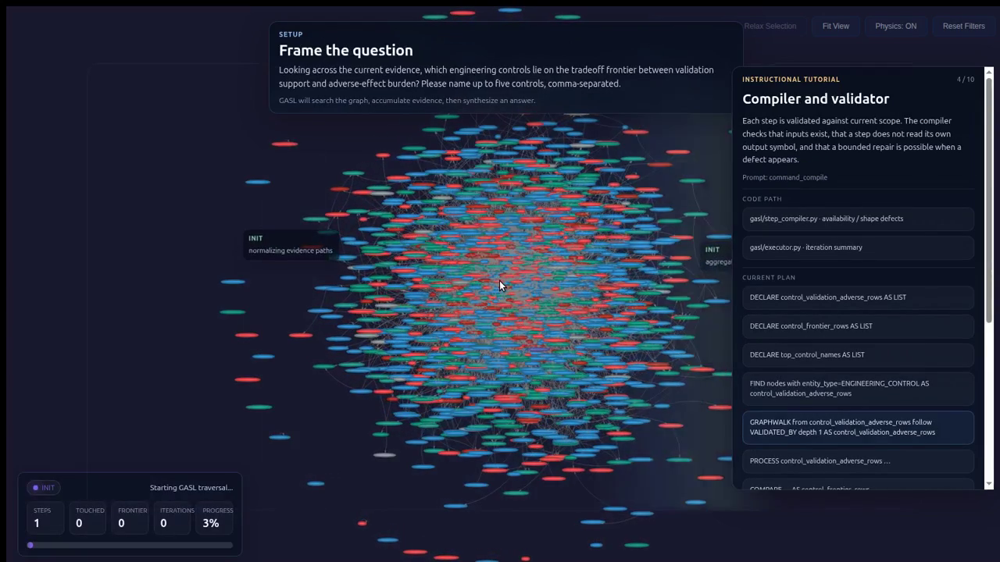 SETUP
Frame the question
Looking across the current evidence, which engineering controls lie on the tradeoff frontier between validation
support and adverse-effect burden? Please name up to five controls, comma-separated.
GASL will search the graph, accumulate evidence, then synthesize an answer.
Relax Selection
Fit View
Physics: ON
Reset Filters
INSTRUCTIONAL TUTORIAL
4 / 10
Compiler and validator
Each step is validated against current scope. The compiler
checks that inputs exist, that a step does not read its own
output symbol, and that a bounded repair is possible when a
defect appears.
Prompt: command_compile
CODE PATH
gasl/step_compiler.py · availability / shape defects
gasl/executor.py · iteration summary
CURRENT PLAN
DECLARE control_validation_adverse_rows AS LIST
DECLARE control_frontier_rows AS LIST
DECLARE top_control_names AS LIST
FIND nodes with entity_type=ENGINEERING_CONTROL AS
control_validation_adverse_rows
GRAPHWALK from control_validation_adverse_rows follow
VALIDATED_BY depth 1 AS control_validation_adverse_rows
PROCESS control_validation_adverse_rows ...
COMPARE ... AS control_frontier_rows
INIT
normalizing evidence paths
INIT
aggregat
INIT
Starting GASL traversal...
STEPS
1
TOUCHED
0
FRONTIER
0
ITERATIONS
0
PROGRESS
3%